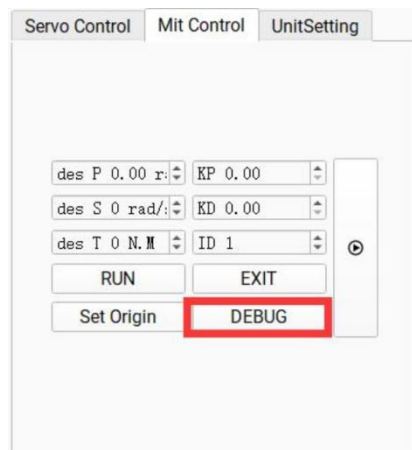 Servo Control Mit Control UnitSetting
des P 0.00 r KP 0.00
des S 0 rad/ KD 0.00
des T 0 N.M ID 1
RUN EXIT
Set Origin DEBUG